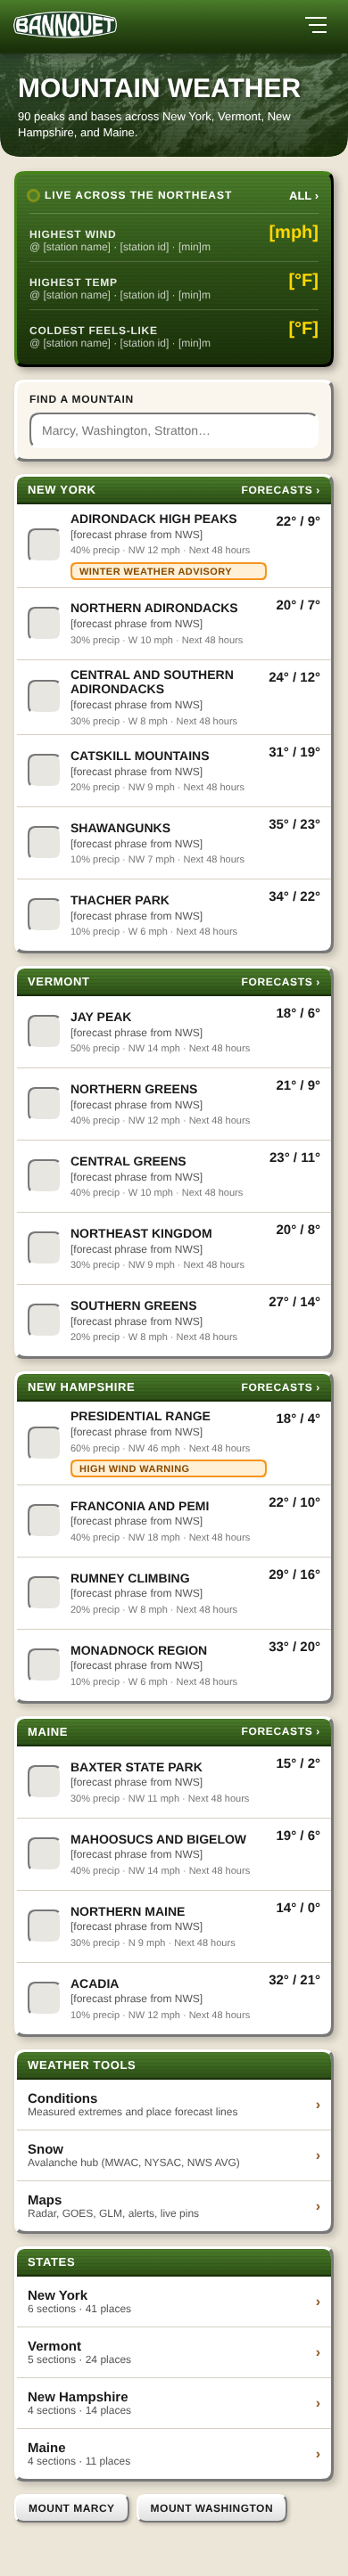 BANNQUET
MOUNTAIN WEATHER
90 peaks and bases across New York, Vermont, New
Hampshire, and Maine.
LIVE ACROSS THE NORTHEAST
ALL ›
HIGHEST WIND
[mph]
@ [station name] · [station id] · [min]m
HIGHEST TEMP
[°F]
@ [station name] · [station id] · [min]m
COLDEST FEELS-LIKE
[°F]
@ [station name] · [station id] · [min]m
FIND A MOUNTAIN
Marcy, Washington, Stratton…
NEW YORK
FORECASTS ›
ADIRONDACK HIGH PEAKS
22° / 9°
[forecast phrase from NWS]
40% precip · NW 12 mph · Next 48 hours
WINTER WEATHER ADVISORY
NORTHERN ADIRONDACKS
20° / 7°
[forecast phrase from NWS]
30% precip · W 10 mph · Next 48 hours
CENTRAL AND SOUTHERN
ADIRONDACKS
24° / 12°
[forecast phrase from NWS]
30% precip · W 8 mph · Next 48 hours
CATSKILL MOUNTAINS
31° / 19°
[forecast phrase from NWS]
20% precip · NW 9 mph · Next 48 hours
SHAWANGUNKS
35° / 23°
[forecast phrase from NWS]
10% precip · NW 7 mph · Next 48 hours
THACHER PARK
34° / 22°
[forecast phrase from NWS]
10% precip · W 6 mph · Next 48 hours
VERMONT
FORECASTS ›
JAY PEAK
18° / 6°
[forecast phrase from NWS]
50% precip · NW 14 mph · Next 48 hours
NORTHERN GREENS
21° / 9°
[forecast phrase from NWS]
40% precip · NW 12 mph · Next 48 hours
CENTRAL GREENS
23° / 11°
[forecast phrase from NWS]
40% precip · W 10 mph · Next 48 hours
NORTHEAST KINGDOM
20° / 8°
[forecast phrase from NWS]
30% precip · NW 9 mph · Next 48 hours
SOUTHERN GREENS
27° / 14°
[forecast phrase from NWS]
20% precip · W 8 mph · Next 48 hours
NEW HAMPSHIRE
FORECASTS ›
PRESIDENTIAL RANGE
18° / 4°
[forecast phrase from NWS]
60% precip · NW 46 mph · Next 48 hours
HIGH WIND WARNING
FRANCONIA AND PEMI
22° / 10°
[forecast phrase from NWS]
40% precip · NW 18 mph · Next 48 hours
RUMNEY CLIMBING
29° / 16°
[forecast phrase from NWS]
20% precip · W 8 mph · Next 48 hours
MONADNOCK REGION
33° / 20°
[forecast phrase from NWS]
10% precip · W 6 mph · Next 48 hours
MAINE
FORECASTS ›
BAXTER STATE PARK
15° / 2°
[forecast phrase from NWS]
30% precip · NW 11 mph · Next 48 hours
MAHOOSUCS AND BIGELOW
19° / 6°
[forecast phrase from NWS]
40% precip · NW 14 mph · Next 48 hours
NORTHERN MAINE
14° / 0°
[forecast phrase from NWS]
30% precip · N 9 mph · Next 48 hours
ACADIA
32° / 21°
[forecast phrase from NWS]
10% precip · NW 12 mph · Next 48 hours
WEATHER TOOLS
Conditions
Measured extremes and place forecast lines
›
Snow
Avalanche hub (MWAC, NYSAC, NWS AVG)
›
Maps
Radar, GOES, GLM, alerts, live pins
›
STATES
New York
6 sections · 41 places
›
Vermont
5 sections · 24 places
›
New Hampshire
4 sections · 14 places
›
Maine
4 sections · 11 places
›
MOUNT MARCY
MOUNT WASHINGTON